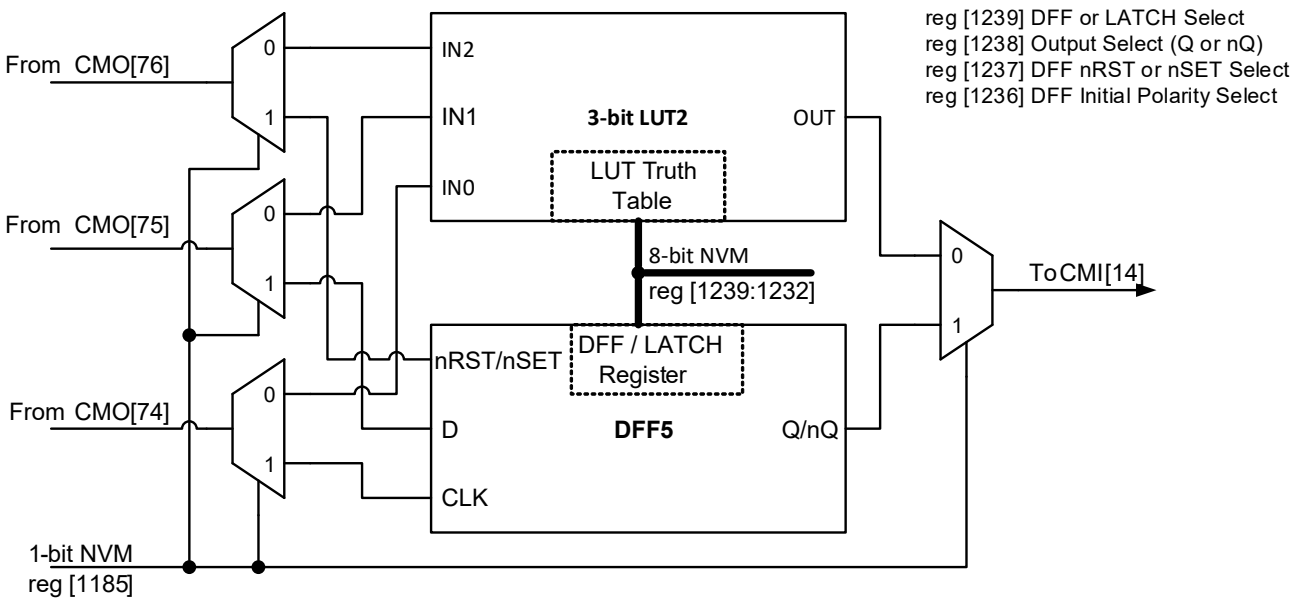 reg [1239] DFF or LATCH Select
reg [1238] Output Select (Q or nQ)
reg [1237] DFF nRST or nSET Select
reg [1236] DFF Initial Polarity Select
From CMO[76]
0
1
IN2
IN1
IN0
3-bit LUT2
OUT
LUT Truth
Table
From CMO[75]
0
1
8-bit NVM
reg [1239:1232]
0
1
To CMI[14]
From CMO[74]
0
1
nRST/nSET
D
CLK
DFF / LATCH
Register
DFF5
Q/nQ
1-bit NVM
reg [1185]